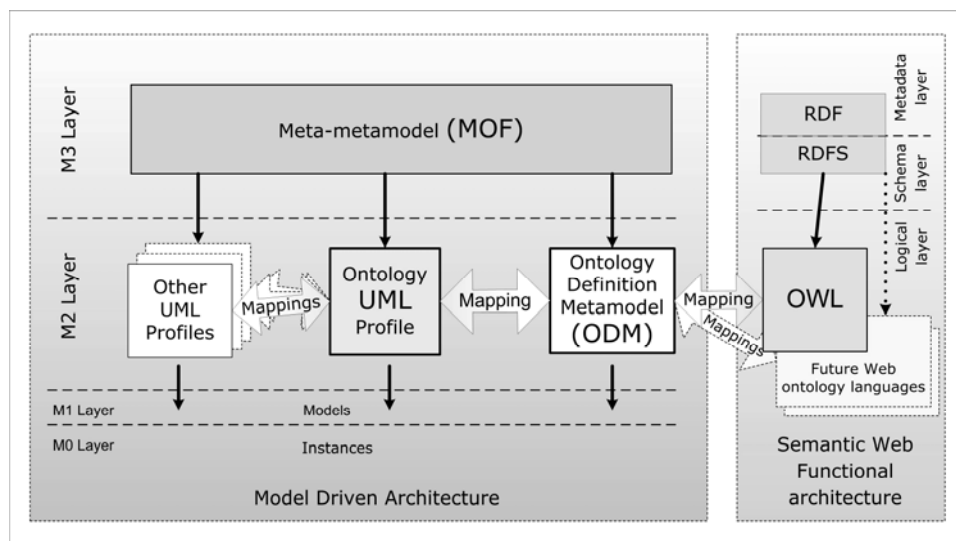 M3 Layer
Meta-metamodel (MOF)
M2 Layer
Other
UML
Profiles
Mappings
Ontology
UML
Profile
Mapping
Ontology
Definition
Metamodel
(ODM)
M1 Layer
Models
M0 Layer
Instances
Model Driven Architecture
Mapping
Mappings
RDF
RDFS
Metadata
layer
Schema
layer
Logical
layer
OWL
Future Web
ontology languages
Semantic Web
Functional
architecture